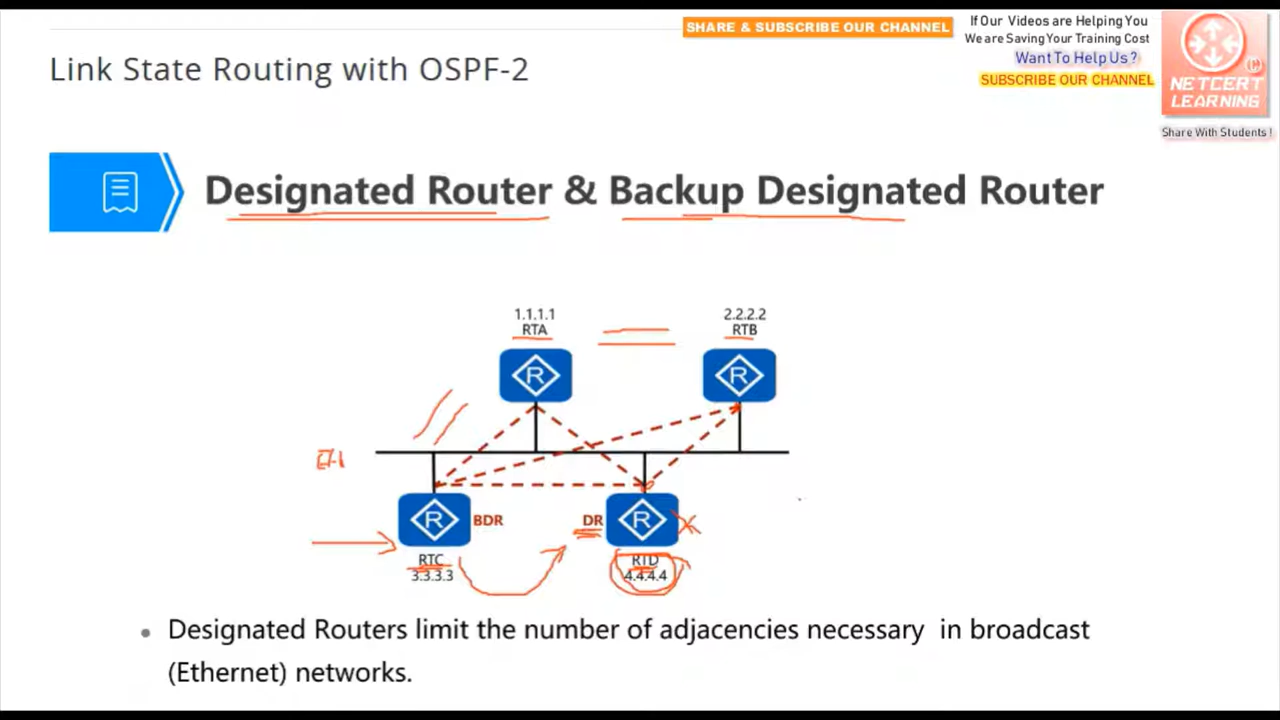 SHARE & SUBSCRIBE OUR CHANNEL
If Our Videos are Helping You
We are Saving Your Training Cost
Want To Help Us ?
SUBSCRIBE OUR CHANNEL
NETCERT
LEARNING
Share With Students !
Link State Routing with OSPF-2
Designated Router & Backup Designated Router
1.1.1.1
RTA
2.2.2.2
RTB
R
R
R
BDR
DR
R
RTC
3.3.3.3
RTD
4.4.4.4
Designated Routers limit the number of adjacencies necessary in broadcast
(Ethernet) networks.